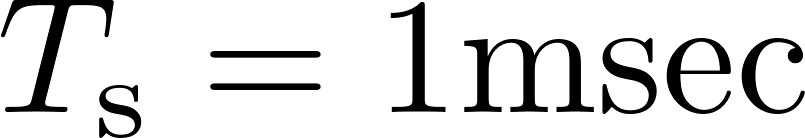 Tₛ = 1msec